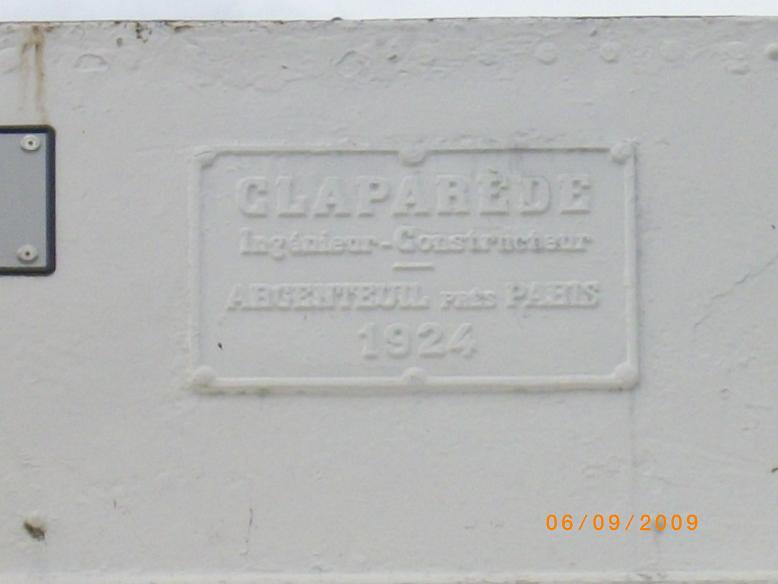 CLAPARÈDE
Ingénieur-Constructeur
ARGENTEUIL PRÈS PARIS
1924
06/09/2009